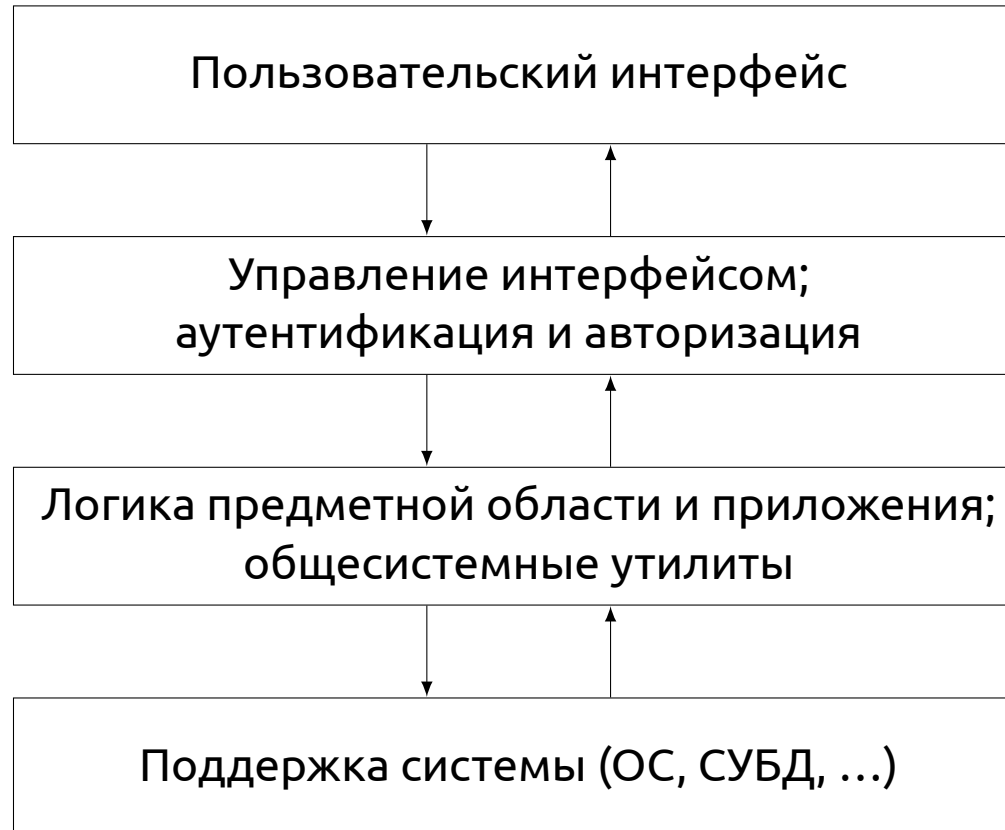 Пользовательский интерфейс
Управление интерфейсом;
аутентификация и авторизация
Логика предметной области и приложения;
общесистемные утилиты
Поддержка системы (ОС, СУБД, …)